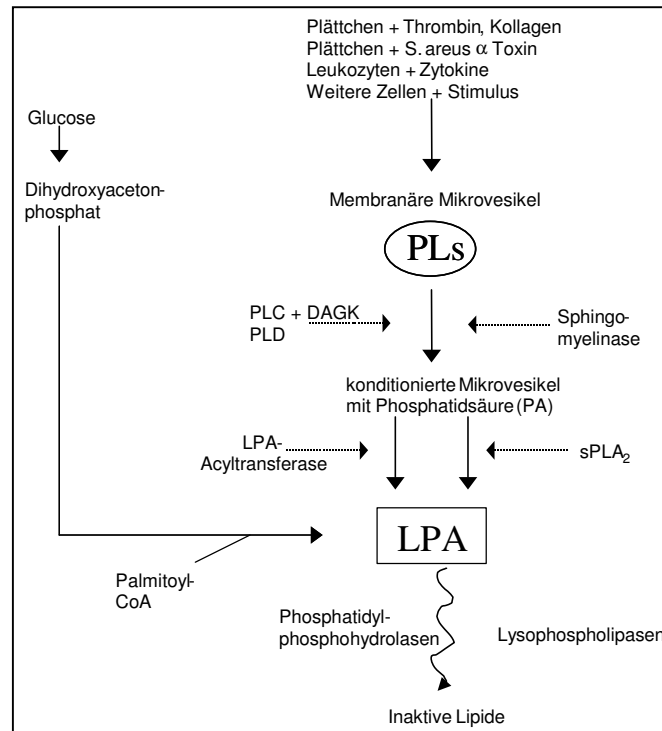 Plättchen + Thrombin, Kollagen
Plättchen + S. areus α Toxin
Leukozyten + Zytokine
Weitere Zellen + Stimulus
Glucose
Dihydroxyaceton-
phosphat
Membranäre Mikrovesikel
PLs
PLC + DAGK
PLD
Sphingo-
myelinase
konditionierte Mikrovesikel
mit Phosphatidsäure (PA)
LPA-
Acyltransferase
sPLA₂
LPA
Palmitoyl-
CoA
Phosphatidyl-
phosphohydrolasen
Lysophospholipasen
Inaktive Lipide